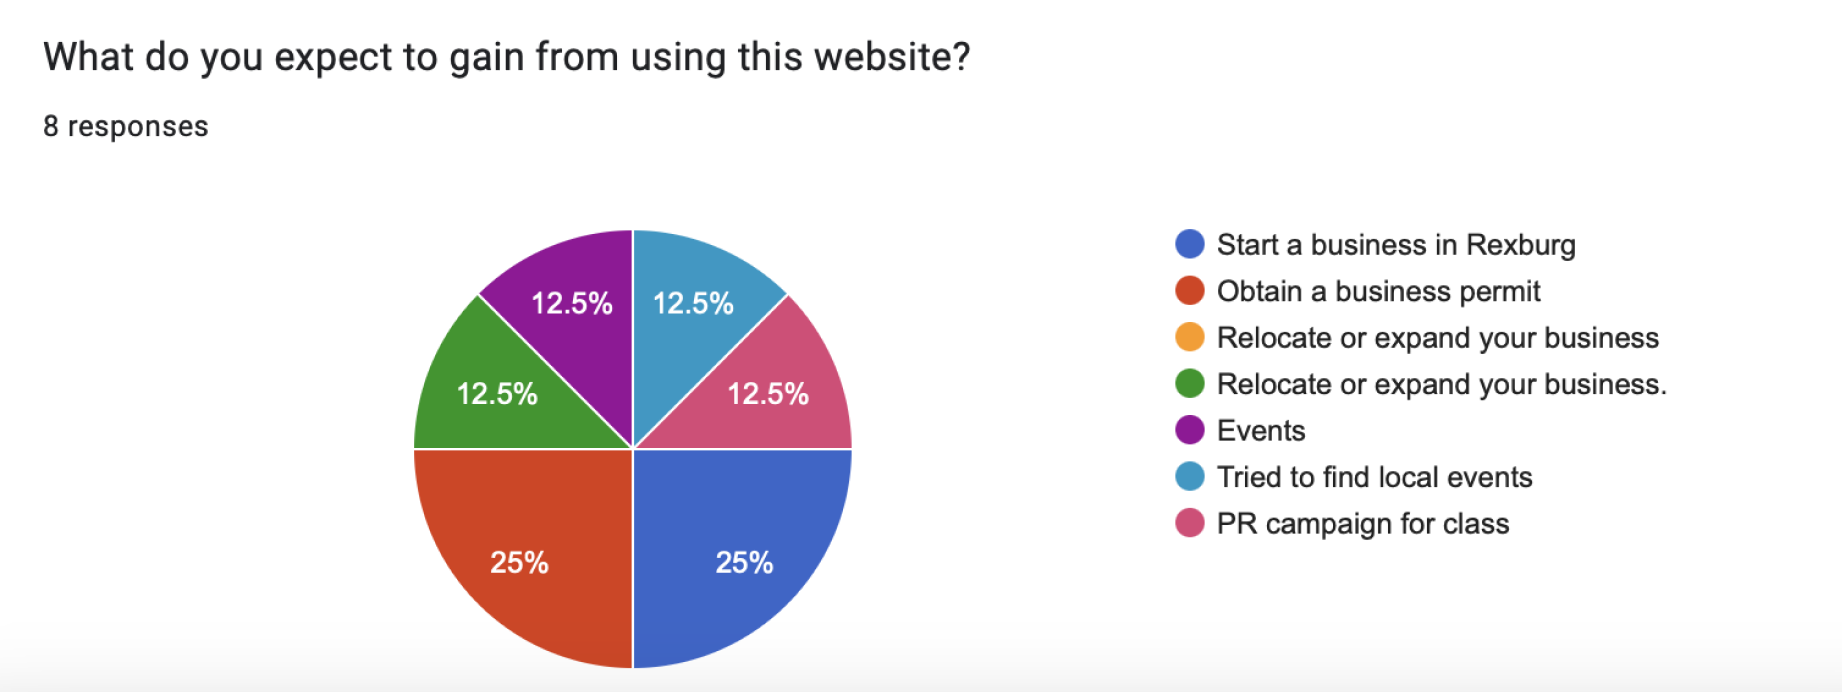 What do you expect to gain from using this website?
8 responses
12.5%
12.5%
12.5%
12.5%
25%
25%
Start a business in Rexburg
Obtain a business permit
Relocate or expand your business
Relocate or expand your business.
Events
Tried to find local events
PR campaign for class